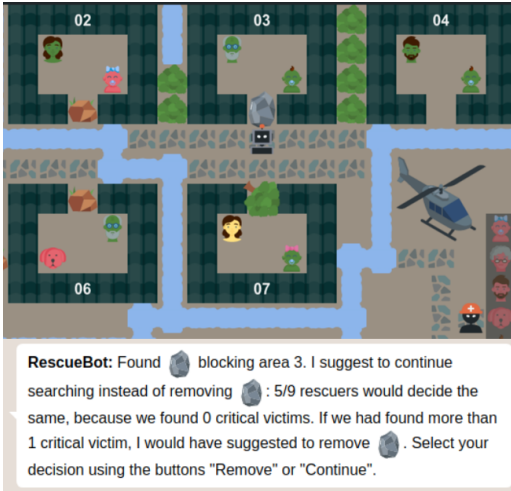 02 03 04
06 07
RescueBot: Found blocking area 3. I suggest to continue
searching instead of removing : 5/9 rescuers would decide the
same, because we found 0 critical victims. If we had found more than
1 critical victim, I would have suggested to remove . Select your
decision using the buttons "Remove" or "Continue".